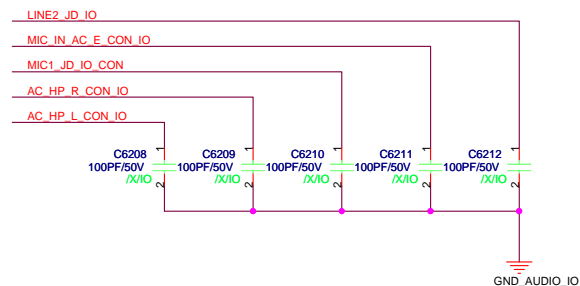 LINE2_JD_IO
MIC_IN_AC_E_CON_IO
MIC1_JD_IO_CON
AC_HP_R_CON_IO
AC_HP_L_CON_IO
1 1 1 1 1
C6208 C6209 C6210 C6211 C6212
100PF/50V 100PF/50V 100PF/50V 100PF/50V 100PF/50V
/X/IO /X/IO /X/IO /X/IO /X/IO
2 2 2 2 2
GND_AUDIO_IO